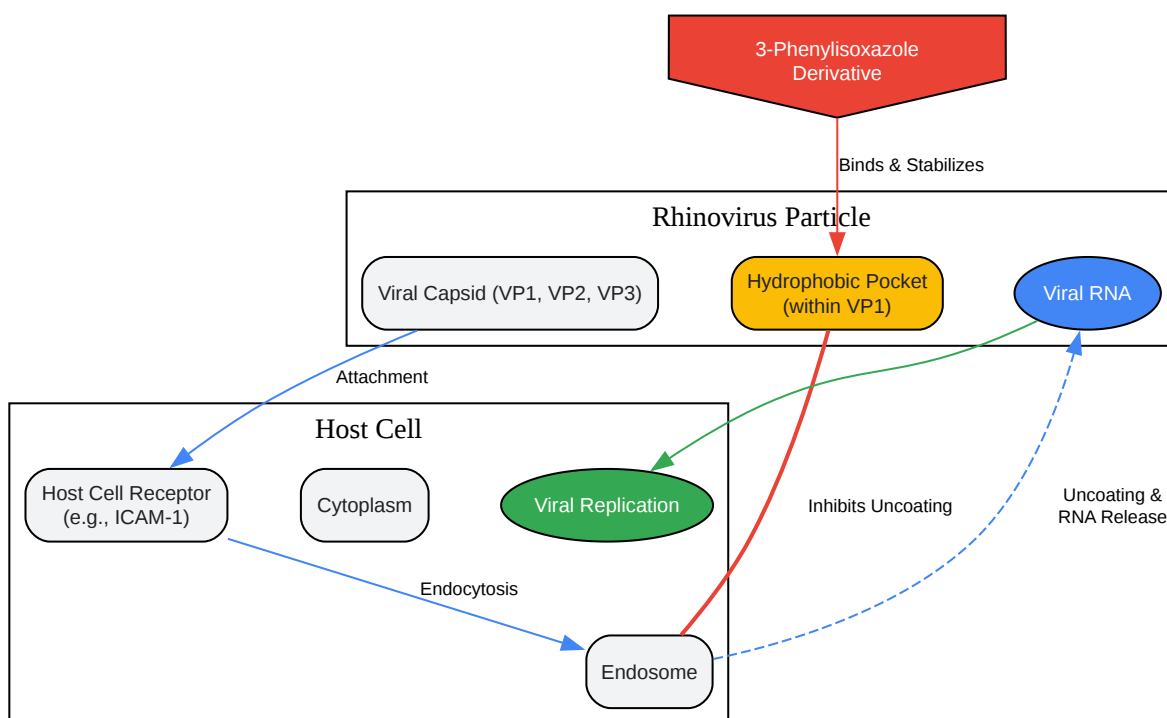 3-Phenylisoxazole
Derivative
Binds & Stabilizes
Rhinovirus Particle
Viral Capsid (VP1, VP2, VP3)
Hydrophobic Pocket
(within VP1)
Viral RNA
Attachment
Host Cell
Host Cell Receptor
(e.g., ICAM-1)
Cytoplasm
Viral Replication
Inhibits Uncoating
Uncoating &
RNA Release
Endocytosis
Endosome